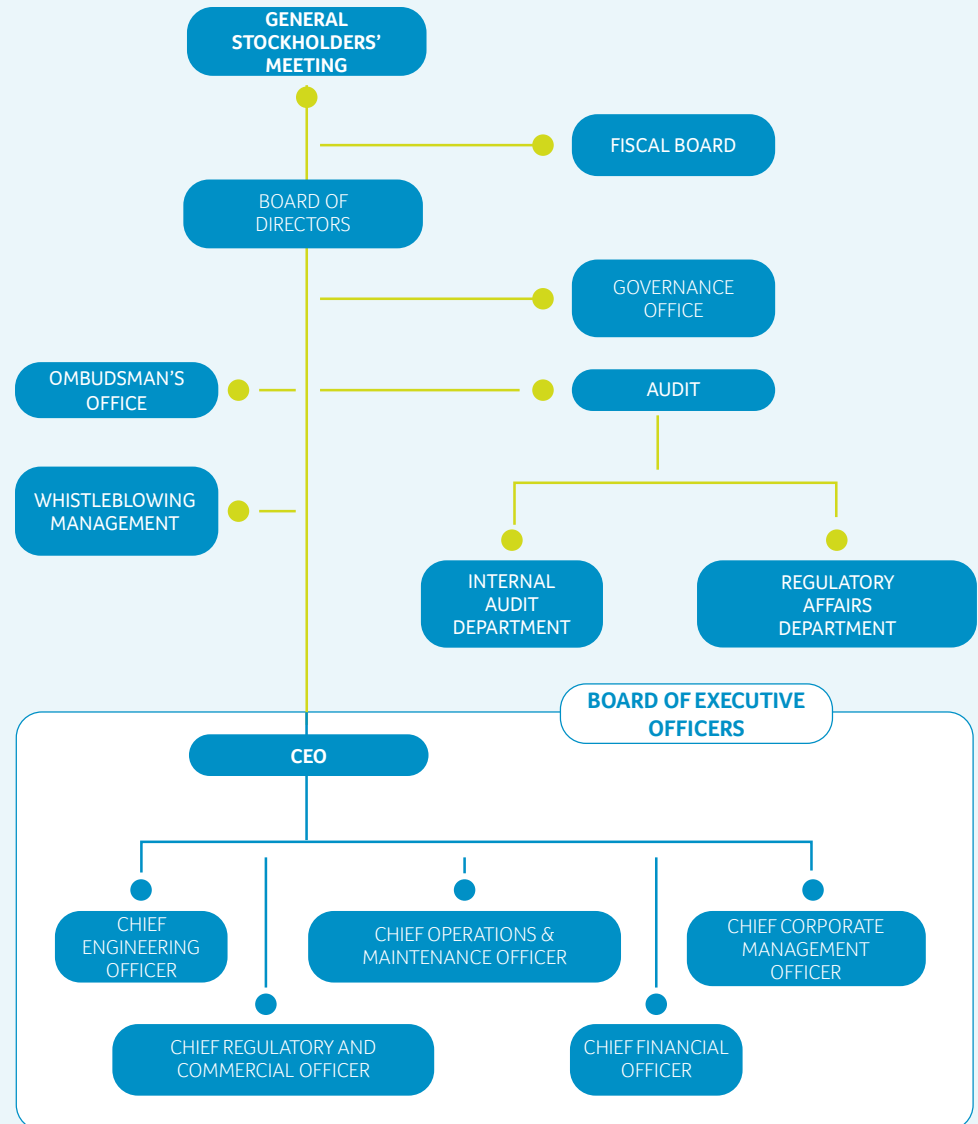 GENERAL
STOCKHOLDERS’
MEETING
FISCAL BOARD
BOARD OF
DIRECTORS
GOVERNANCE
OFFICE
OMBUDSMAN’S
OFFICE
AUDIT
WHISTLEBLOWING
MANAGEMENT
INTERNAL
AUDIT
DEPARTMENT
REGULATORY
AFFAIRS
DEPARTMENT
BOARD OF EXECUTIVE
OFFICERS
CEO
CHIEF
ENGINEERING
OFFICER
CHIEF OPERATIONS &
MAINTENANCE OFFICER
CHIEF CORPORATE
MANAGEMENT
OFFICER
CHIEF REGULATORY AND
COMMERCIAL OFFICER
CHIEF FINANCIAL
OFFICER